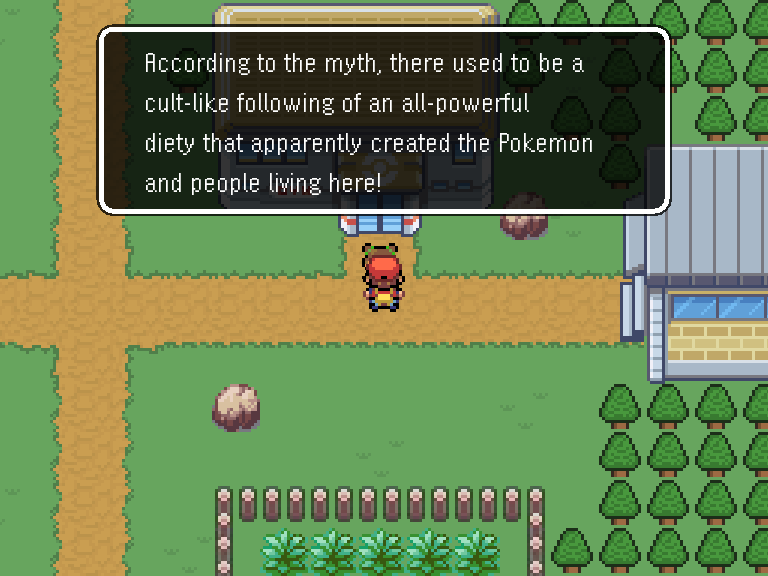 According to the myth, there used to be a
cult-like following of an all-powerful
diety that apparently created the Pokemon
and people living here!